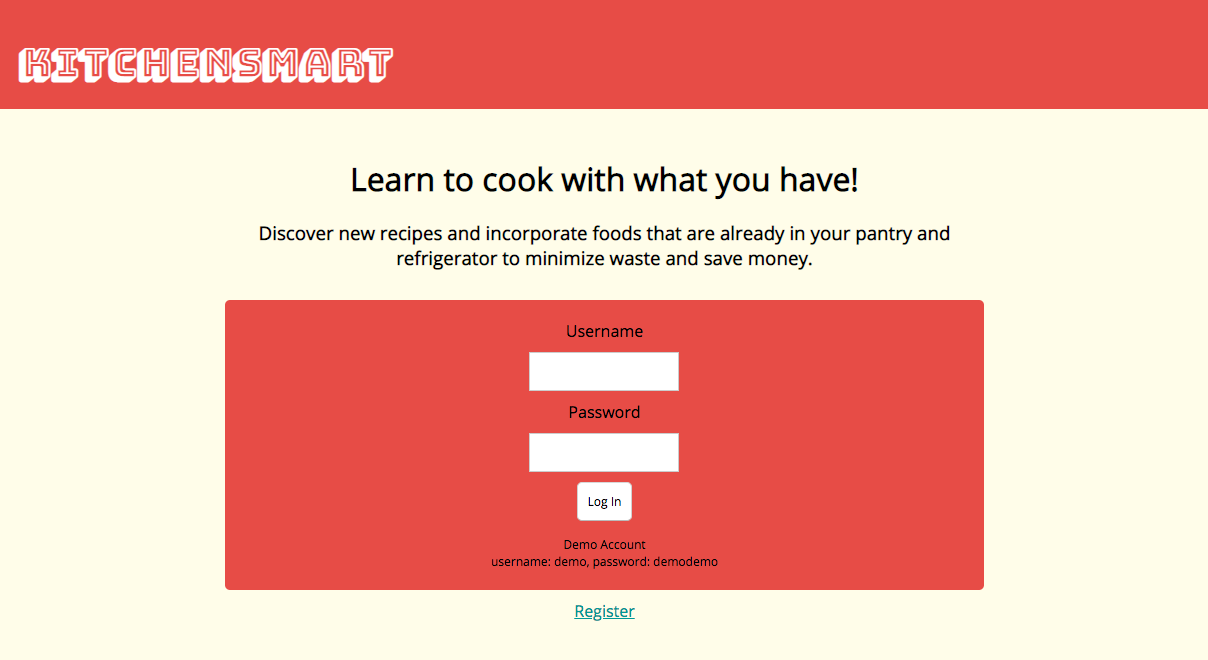 KITCHENSMART
Learn to cook with what you have!
Discover new recipes and incorporate foods that are already in your pantry and
refrigerator to minimize waste and save money.
Username
Password
Log In
Demo Account
username: demo, password: demodemo
Register